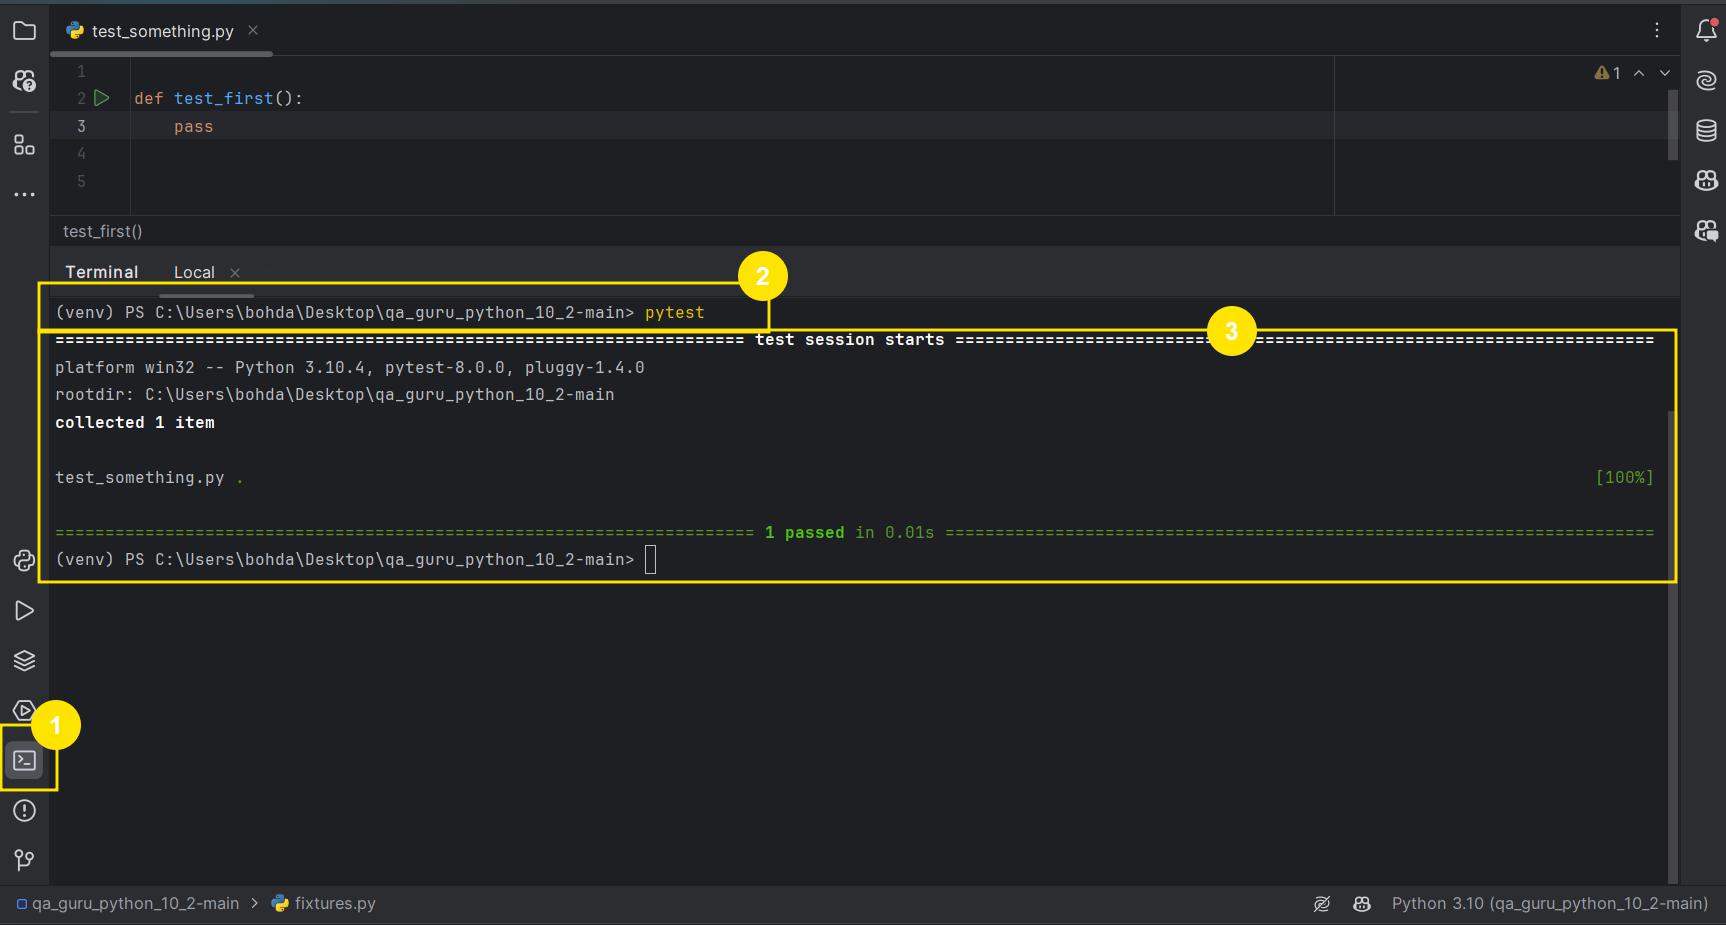 test_something.py
1
1
2 def test_first():
3 pass
4
5
test_first()
Terminal Local
2
(venv) PS C:\Users\bohda\Desktop\qa_guru_python_10_2-main> pytest
===================================================================== test session starts ======================================================================
3
platform win32 -- Python 3.10.4, pytest-8.0.0, pluggy-1.4.0
rootdir: C:\Users\bohda\Desktop\qa_guru_python_10_2-main
collected 1 item
test_something.py . [100%]
====================================================================== 1 passed in 0.01s =======================================================================
(venv) PS C:\Users\bohda\Desktop\qa_guru_python_10_2-main>
1
qa_guru_python_10_2-main > fixtures.py
Python 3.10 (qa_guru_python_10_2-main)